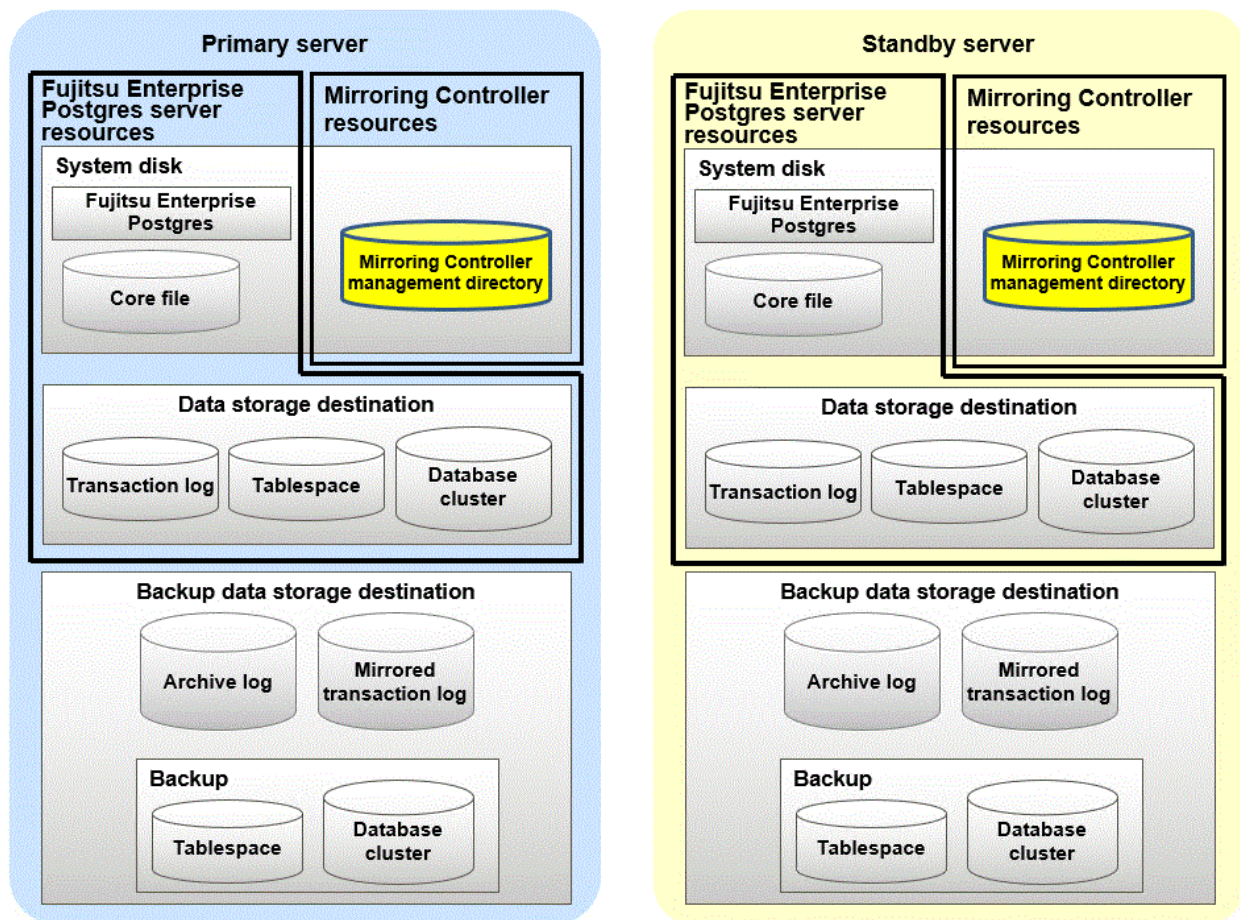 Primary server
Fujitsu Enterprise
Postgres server
resources
Mirroring Controller
resources
System disk
Fujitsu Enterprise
Postgres
Core file
Mirroring Controller
management directory
Data storage destination
Transaction log
Tablespace
Database
cluster
Backup data storage destination
Archive log
Mirrored
transaction log
Backup
Tablespace
Database
cluster
Standby server
Fujitsu Enterprise
Postgres server
resources
Mirroring Controller
resources
System disk
Fujitsu Enterprise
Postgres
Core file
Mirroring Controller
management directory
Data storage destination
Transaction log
Tablespace
Database
cluster
Backup data storage destination
Archive log
Mirrored
transaction log
Backup
Tablespace
Database
cluster